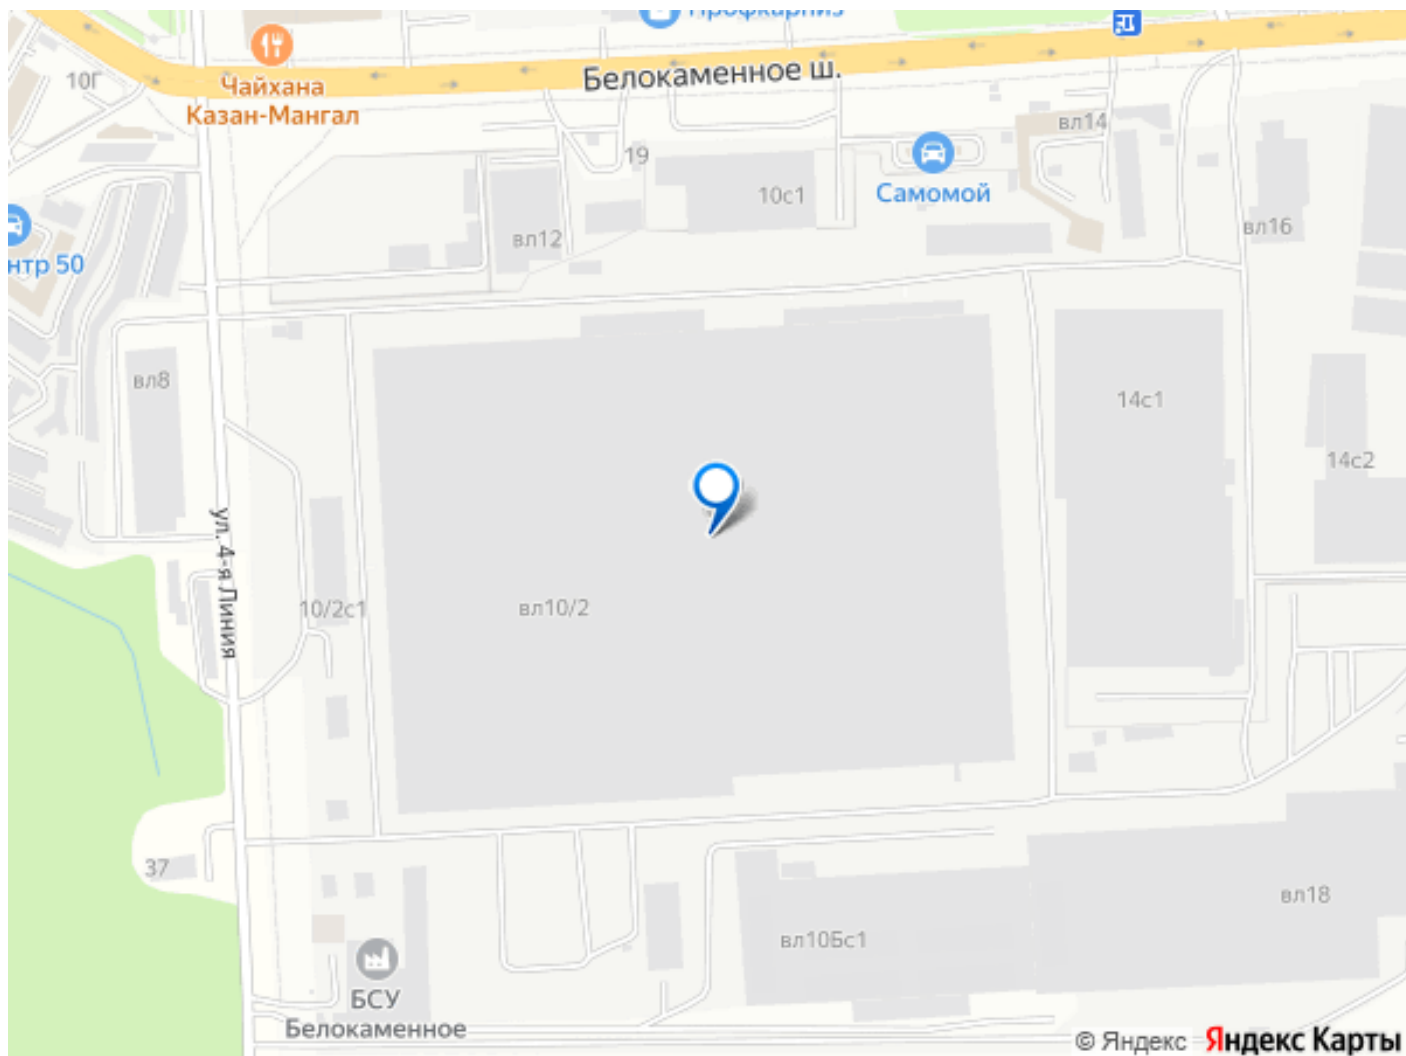 Профкарниз
10Г
Чайхана
Казан-Мангал
Белокаменное ш.
19
вл14
Самомой
10с1
вл12
вл16
нтр 50
вл8
14с1
14с2
ул. 4-я Линия
10/2с1
вл10/2
37
вл18
вл10Бс1
БСУ
Белокаменное
© Яндекс Яндекс Карты